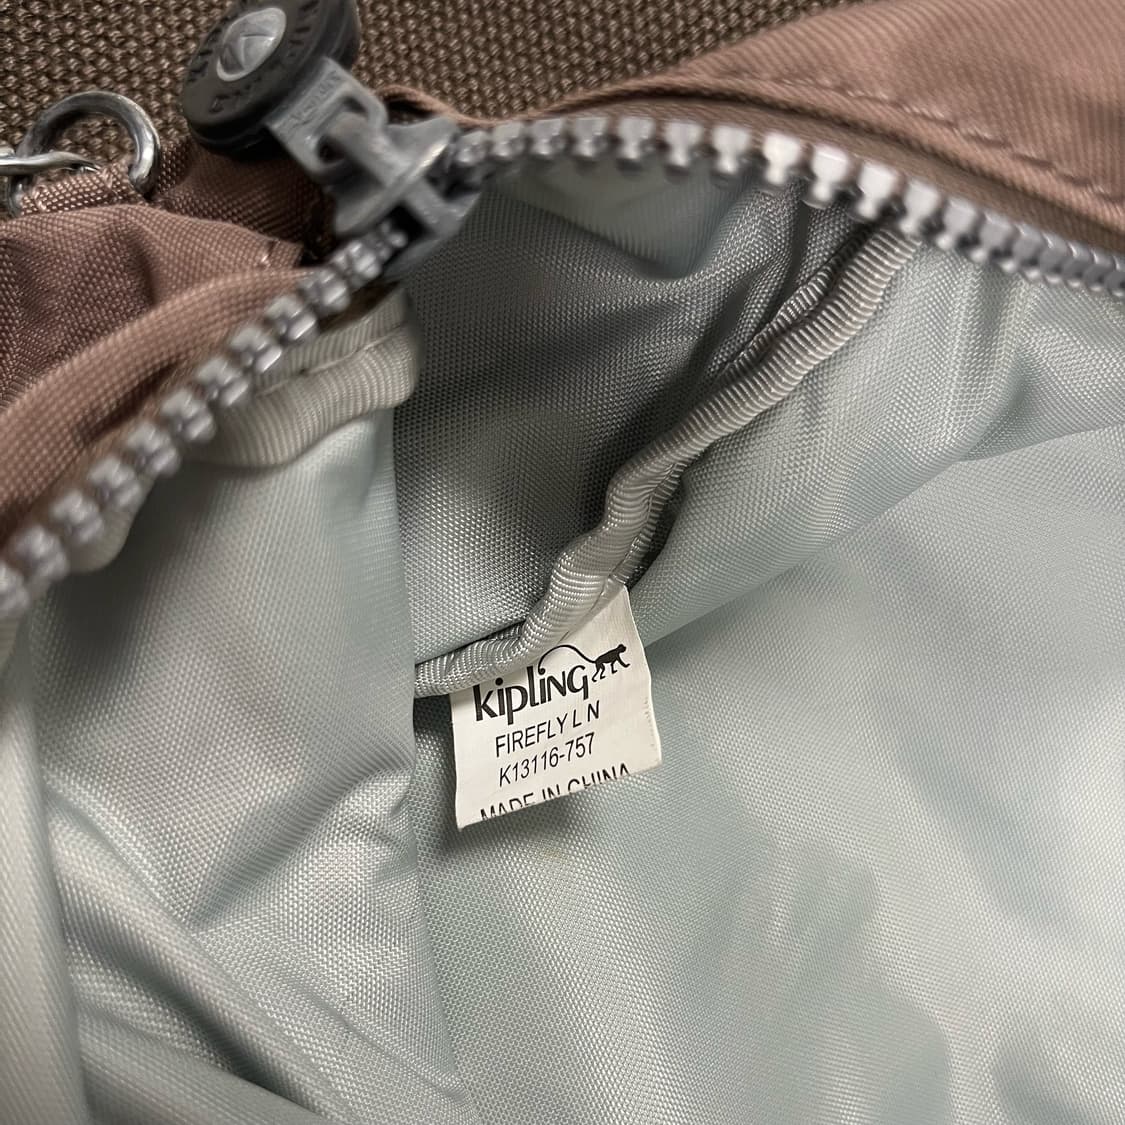 kipling
FIREFLY L N
K13116-757
MADE IN CHINA